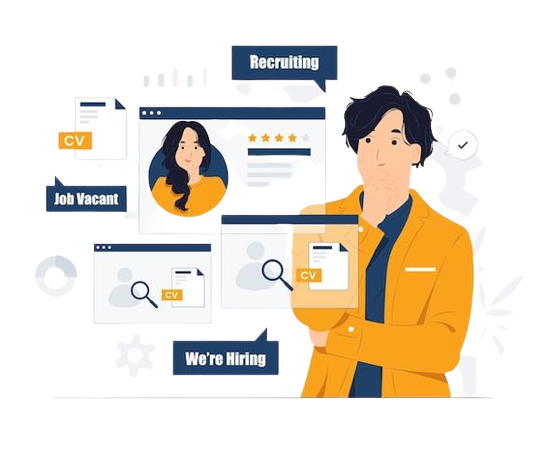 Recruiting
CV
Job Vacant
CV
CV
We're Hiring